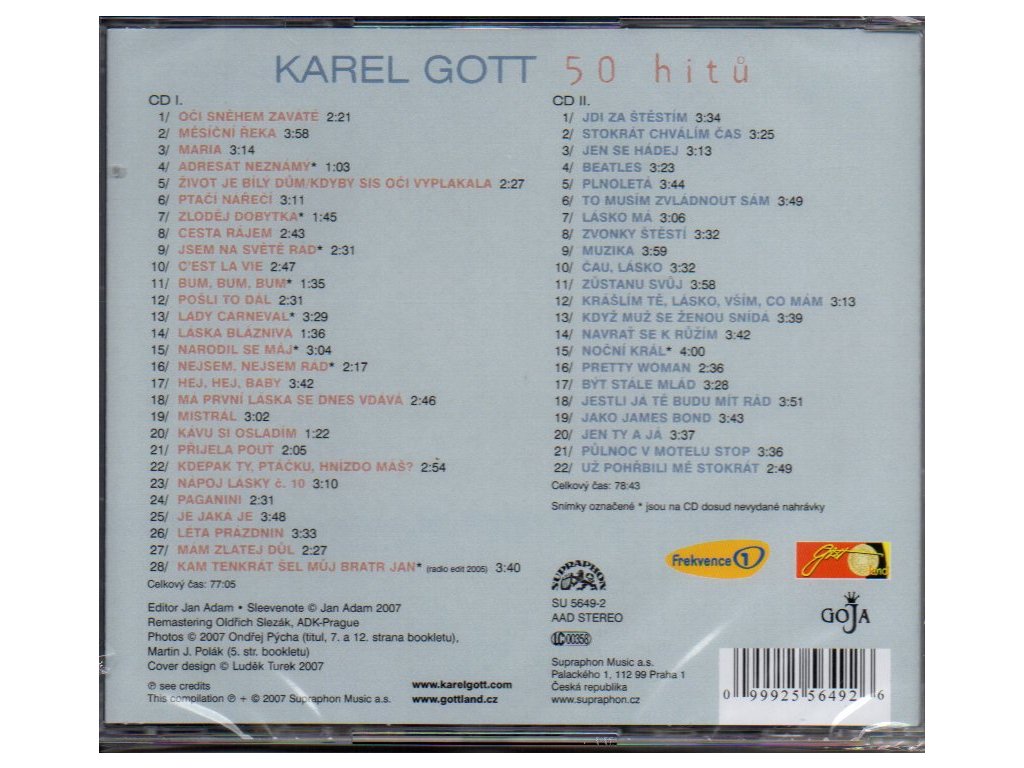 KAREL GOTT 50 hitů
CD I.
1/ OČI SNĚHEM ZAVÁTÉ 2:21
2/ MĚSÍČNÍ ŘEKA 3:58
3/ MARIA 3:14
4/ ADRESÁT NEZNÁMÝ* 1:03
5/ ŽIVOT JE BÍLÝ DŮM/KDYBY SIS OČI VYPLAKALA 2:27
6/ PTAČÍ NÁŘEČÍ 3:11
7/ ZLODĚJ DOBYTKA* 1:45
8/ CESTA RÁJEM 2:43
9/ JSEM NA SVĚTĚ RÁD* 2:31
10/ C'EST LA VIE 2:47
11/ BUM, BUM, BUM* 1:35
12/ POŠLI TO DÁL 2:31
13/ LADY CARNEVAL* 3:29
14/ LÁSKA BLÁZNIVÁ 1:36
15/ NARODIL SE MÁJ* 3:04
16/ NEJSEM, NEJSEM RÁD* 2:17
17/ HEJ, HEJ, BABY 3:42
18/ MÁ PRVNÍ LÁSKA SE DNES VDÁVÁ 2:46
19/ MISTRÁL 3:02
20/ KÁVU SI OSLADÍM 1:22
21/ PŘIJELA POUŤ 2:05
22/ KDEPAK TY, PTÁČKU, HNÍZDO MÁŠ? 2:54
23/ NÁPOJ LÁSKY č. 10 3:10
24/ PAGANINI 2:31
25/ JE JAKÁ JE 3:48
26/ LÉTA PRÁZDNIN 3:33
27/ MÁM ZLATEJ DŮL 2:27
28/ KAM TENKRÁT ŠEL MŮJ BRATR JAN* (radio edit 2005) 3:40
Celkový čas: 77:05
Editor Jan Adam • Sleevenote © Jan Adam 2007
Remastering Oldřich Slezák, ADK-Prague
Photos © 2007 Ondřej Pýcha (titul, 7. a 12. strana bookletu),
Martin J. Polák (5. str. bookletu)
Cover design © Luděk Turek 2007
℗ see credits
This compilation ℗ + © 2007 Supraphon Music a.s.
www.karelgott.com
www.gottland.cz
CD II.
1/ JDI ZA ŠTĚSTÍM 3:34
2/ STOKRÁT CHVÁLÍM ČAS 3:25
3/ JEN SE HÁDEJ 3:13
4/ BEATLES 3:23
5/ PLNOLETÁ 3:44
6/ TO MUSÍM ZVLÁDNOUT SÁM 3:49
7/ LÁSKO MÁ 3:06
8/ ZVONKY ŠTĚSTÍ 3:32
9/ MUZIKA 3:59
10/ ČAU, LÁSKO 3:32
11/ ZŮSTANU SVŮJ 3:58
12/ KRÁŠLÍM TĚ, LÁSKO, VŠÍM, CO MÁM 3:13
13/ KDYŽ MUŽ SE ŽENOU SNÍDÁ 3:39
14/ NAVRAŤ SE K RŮŽÍM 3:42
15/ NOČNÍ KRÁL* 4:00
16/ PRETTY WOMAN 2:36
17/ BÝT STÁLE MLÁD 3:28
18/ JESTLI JÁ TĚ BUDU MÍT RÁD 3:51
19/ JAKO JAMES BOND 3:43
20/ JEN TY A JÁ 3:37
21/ PŮLNOC V MOTELU STOP 3:36
22/ UŽ POHŘBILI MĚ STOKRÁT 2:49
Celkový čas: 78:43
Snímky označené * jsou na CD dosud nevydané nahrávky
SUPRAPHON
Frekvence 1
Gott land
GOJA
SU 5649-2
AAD STEREO
LC 00358
Supraphon Music a.s.
Palackého 1, 112 99 Praha 1
Česká republika
www.supraphon.cz
0 99925 56492 6